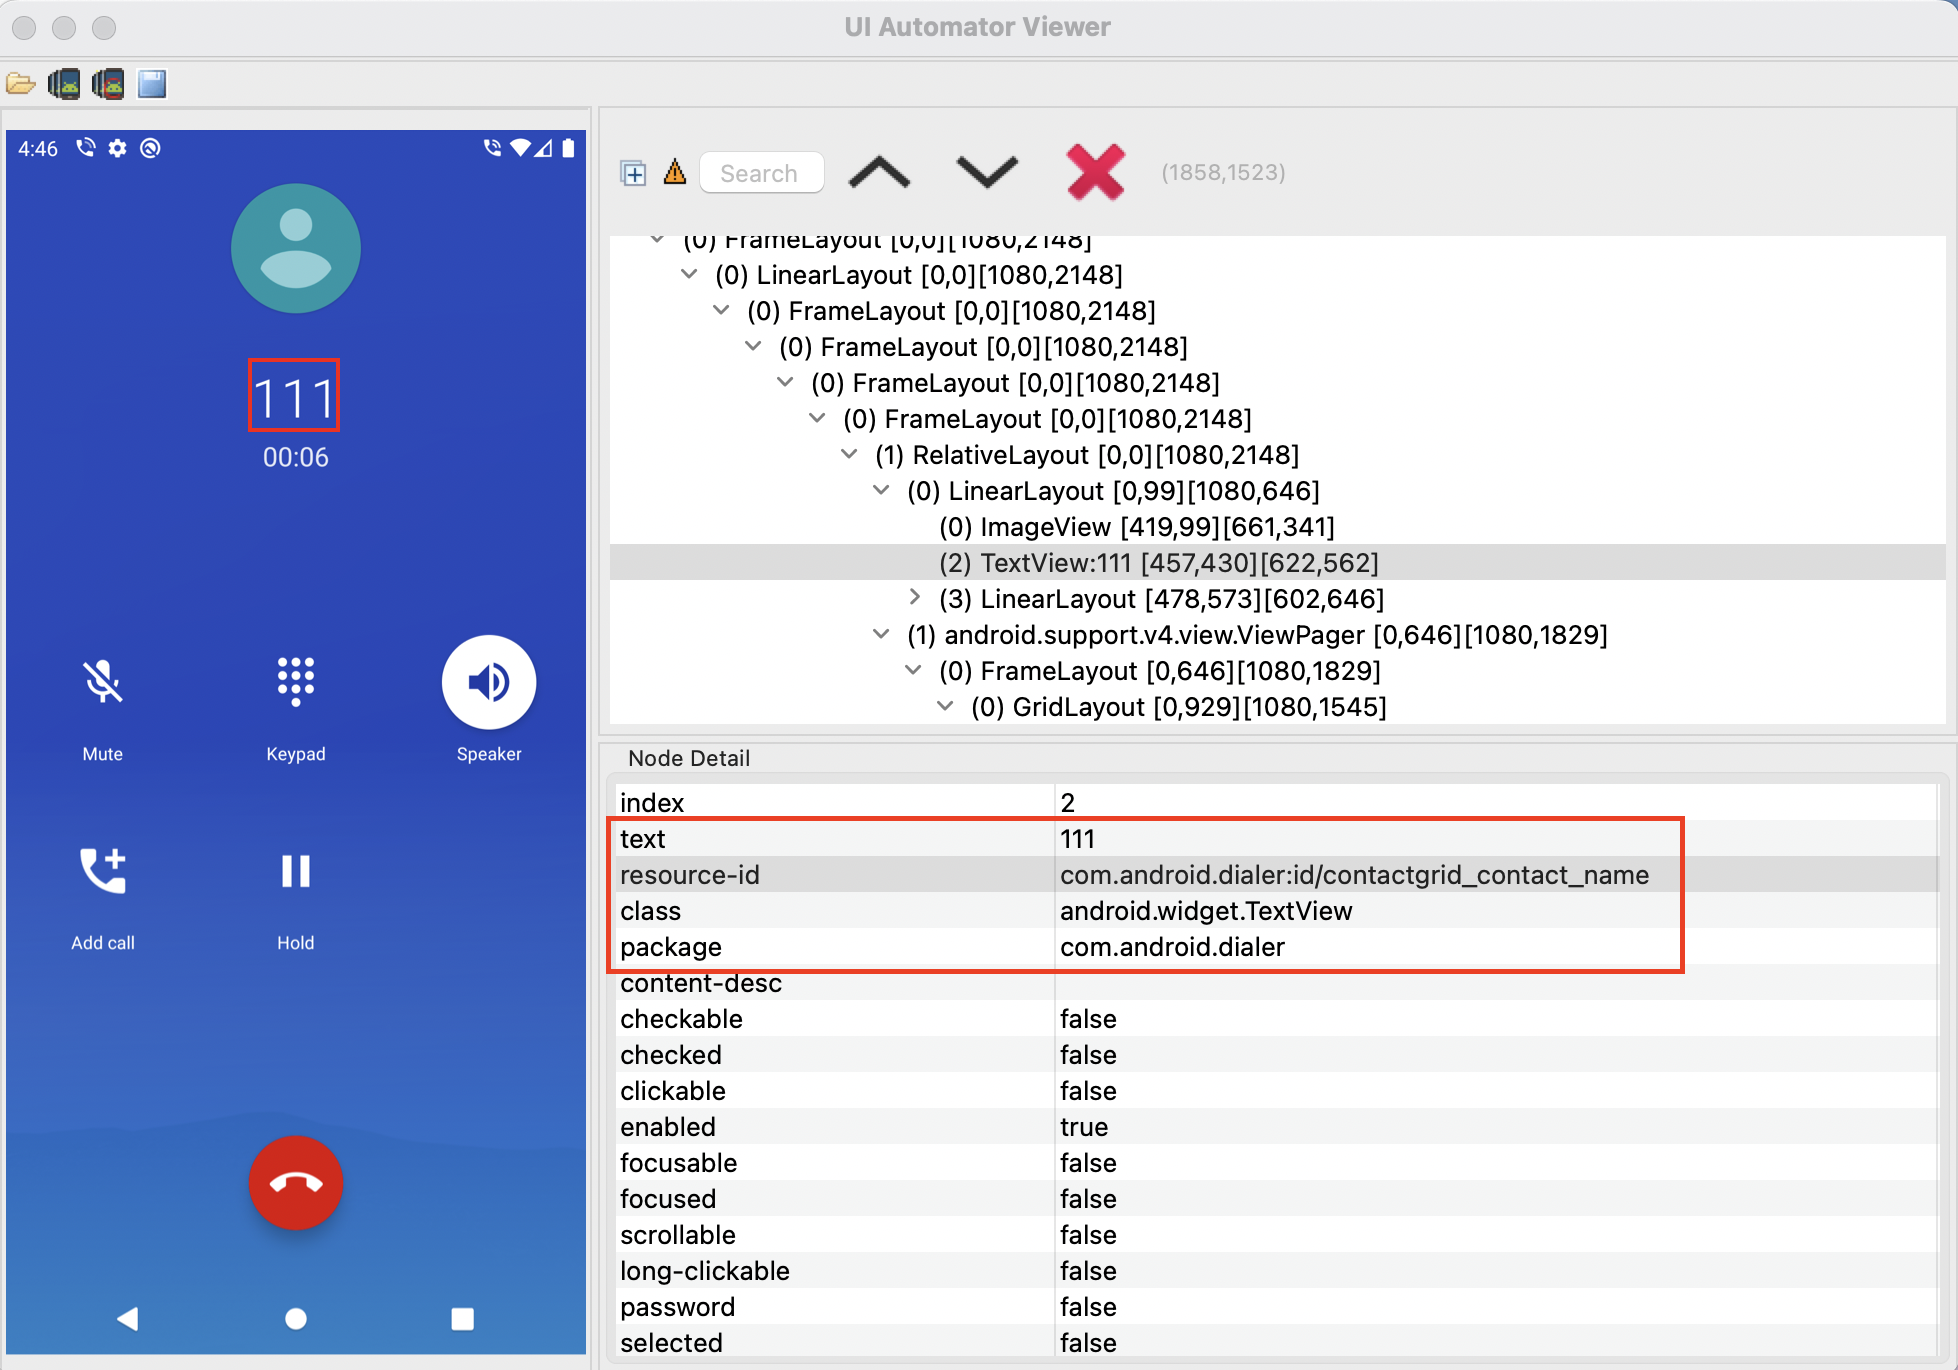 UI Automator Viewer
4:46
111
00:06
Mute
Keypad
Speaker
Add call
Hold
Search
(1858,1523)
(0) FrameLayout [0,0][1080,2148]
(0) LinearLayout [0,0][1080,2148]
(0) FrameLayout [0,0][1080,2148]
(0) FrameLayout [0,0][1080,2148]
(0) FrameLayout [0,0][1080,2148]
(0) FrameLayout [0,0][1080,2148]
(1) RelativeLayout [0,0][1080,2148]
(0) LinearLayout [0,99][1080,646]
(0) ImageView [419,99][661,341]
(2) TextView:111 [457,430][622,562]
(3) LinearLayout [478,573][602,646]
(1) android.support.v4.view.ViewPager [0,646][1080,1829]
(0) FrameLayout [0,646][1080,1829]
(0) GridLayout [0,929][1080,1545]
Node Detail
index 2
text 111
resource-id com.android.dialer:id/contactgrid_contact_name
class android.widget.TextView
package com.android.dialer
content-desc
checkable false
checked false
clickable false
enabled true
focusable false
focused false
scrollable false
long-clickable false
password false
selected false